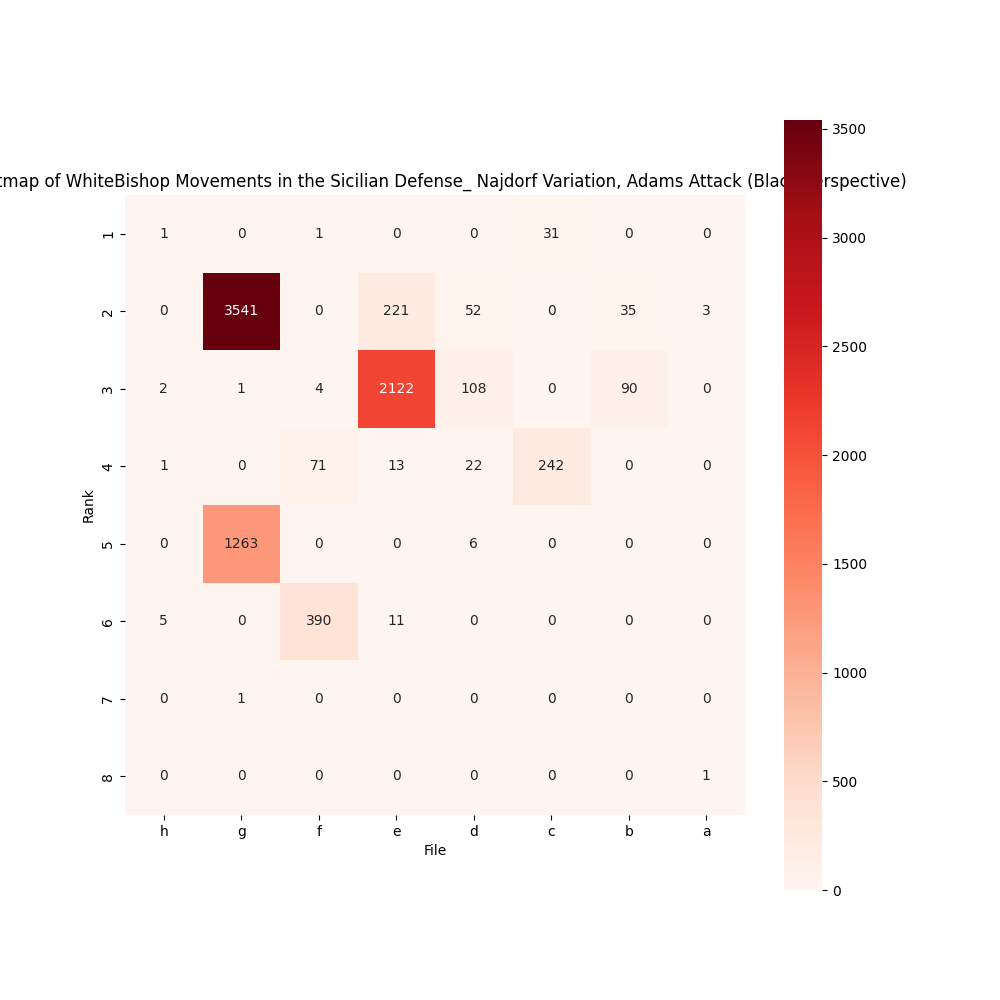 tmap of WhiteBishop Movements in the Sicilian Defense_ Najdorf Variation, Adams Attack (Blac erspective)
Rank
1 1 0 1 0 0 31 0 0
2 0 3541 0 221 52 0 35 3
3 2 1 4 2122 108 0 90 0
4 1 0 71 13 22 242 0 0
5 0 1263 0 0 6 0 0 0
6 5 0 390 11 0 0 0 0
7 0 1 0 0 0 0 0 0
8 0 0 0 0 0 0 0 1
h g f e d c b a
File
3500
3000
2500
2000
1500
1000
500
0